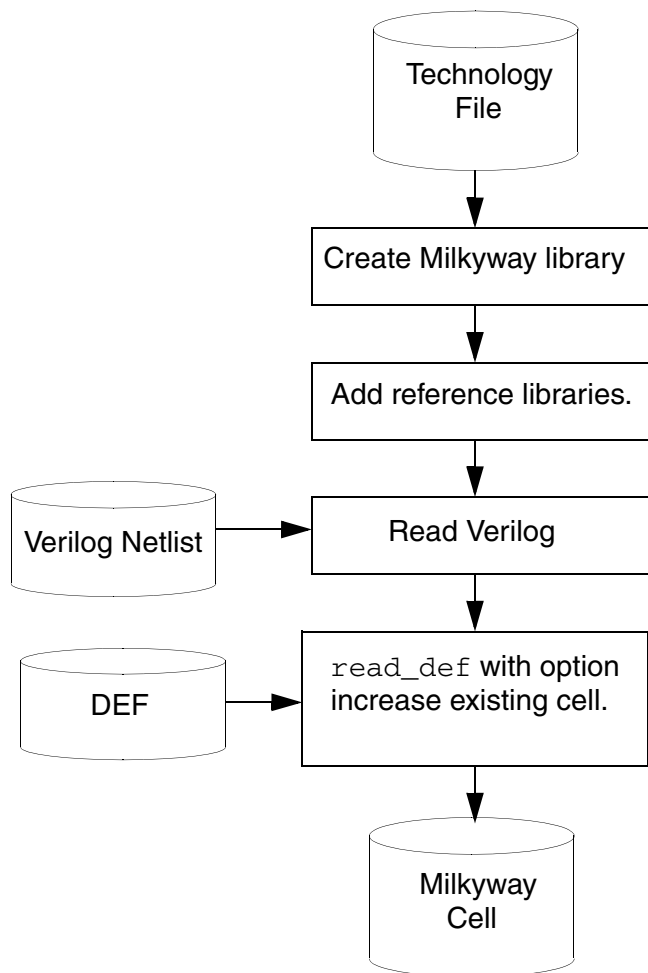 Technology
File
Create Milkyway library
Add reference libraries.
Verilog Netlist
Read Verilog
DEF
read_def with option
increase existing cell.
Milkyway
Cell